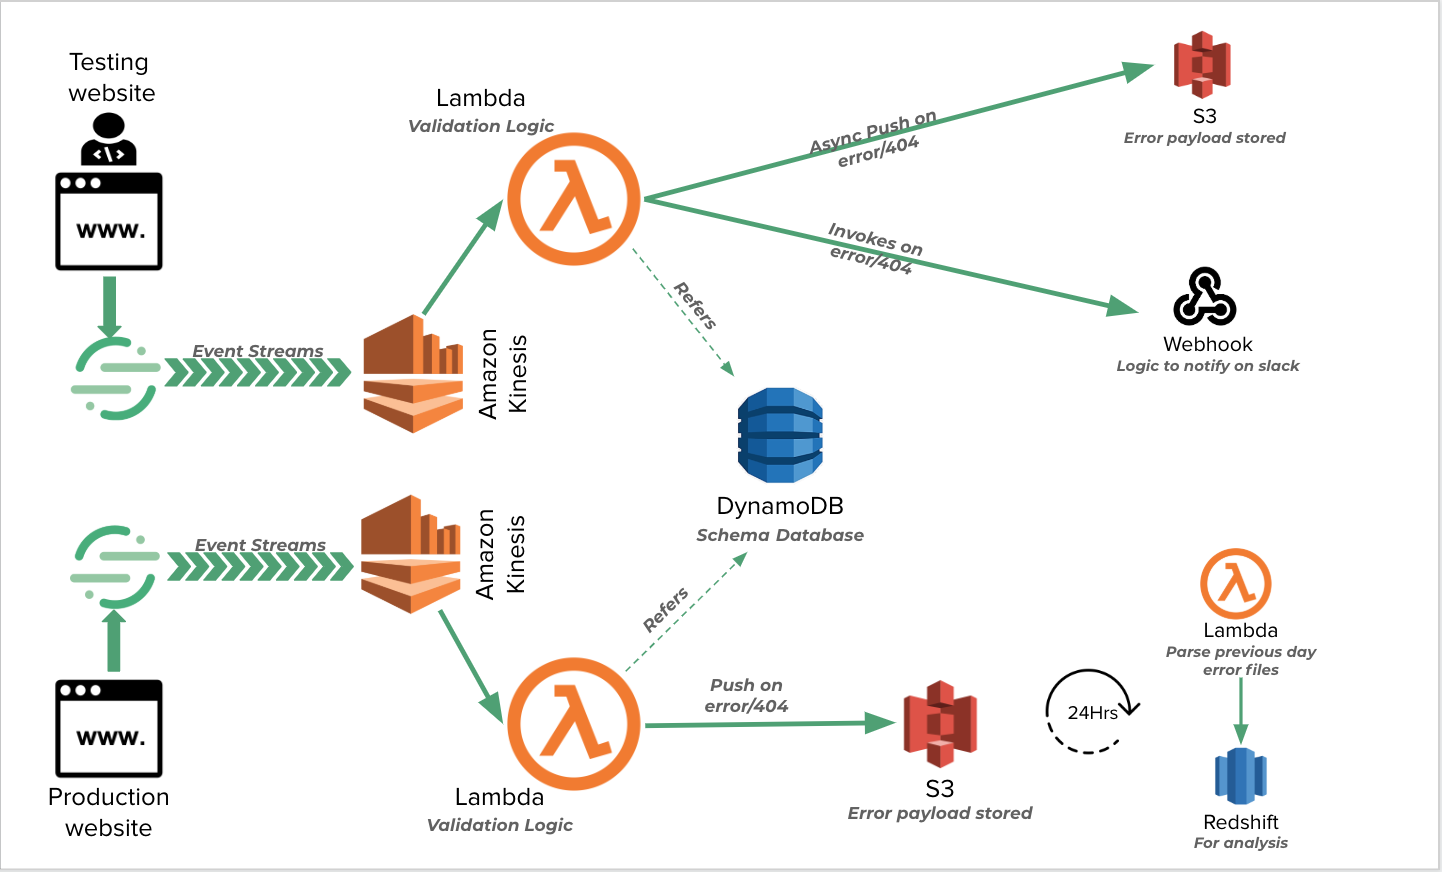 Testing
website
</>
www.
Event Streams
Amazon
Kinesis
Lambda
Validation Logic
Async Push on
error/404
S3
Error payload stored
Invokes on
error/404
Webhook
Logic to notify on slack
Refers
DynamoDB
Schema Database
Refers
Event Streams
Amazon
Kinesis
www.
Production
website
Lambda
Validation Logic
Push on
error/404
S3
Error payload stored
24Hrs
Lambda
Parse previous day
error files
Redshift
For analysis